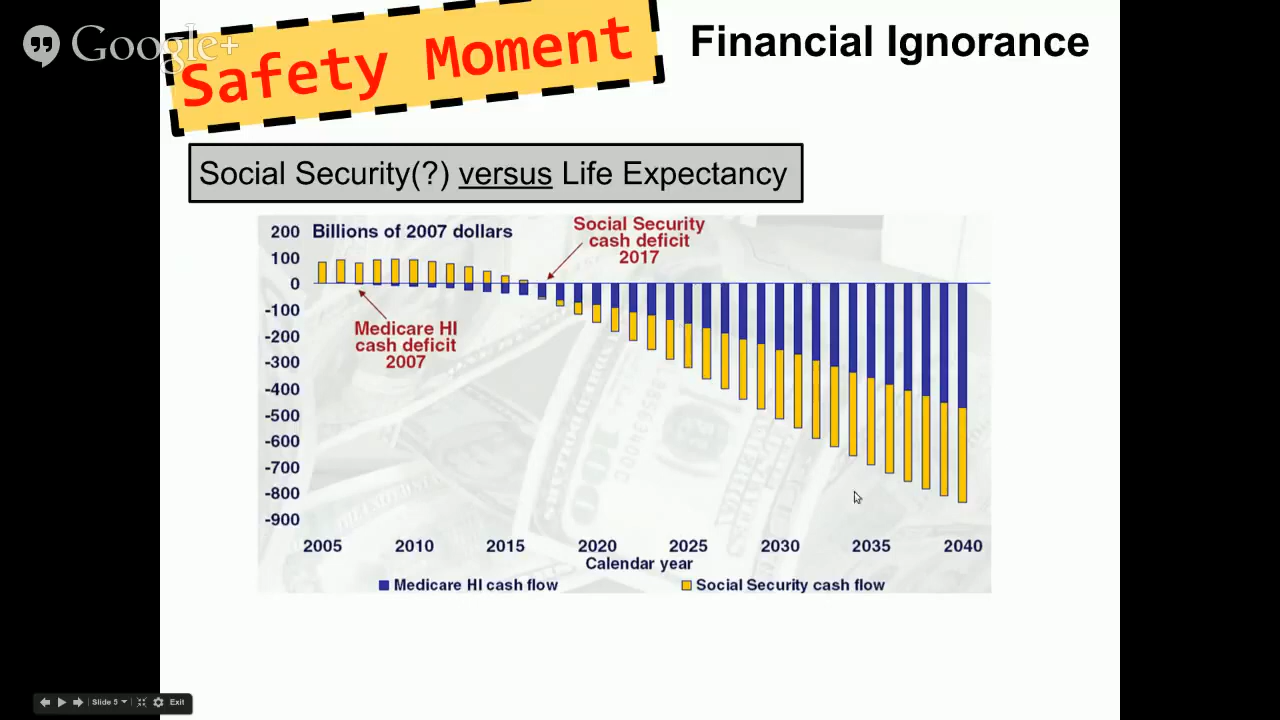 Google+
Safety Moment
Financial Ignorance
Social Security(?) versus Life Expectancy
200 Billions of 2007 dollars
Social Security
cash deficit
2017
100
0
-100
-200
-300
-400
-500
-600
-700
-800
-900
Medicare HI
cash deficit
2007
2005 2010 2015 2020 2025 2030 2035 2040
Calendar year
Medicare HI cash flow Social Security cash flow
Slide 5 Exit